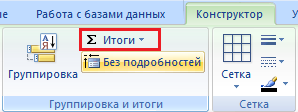 Работа с базами данных
Конструктор
Группировка
Σ Итоги
Без подробностей
Сетка
Группировка и итоги
Сетка